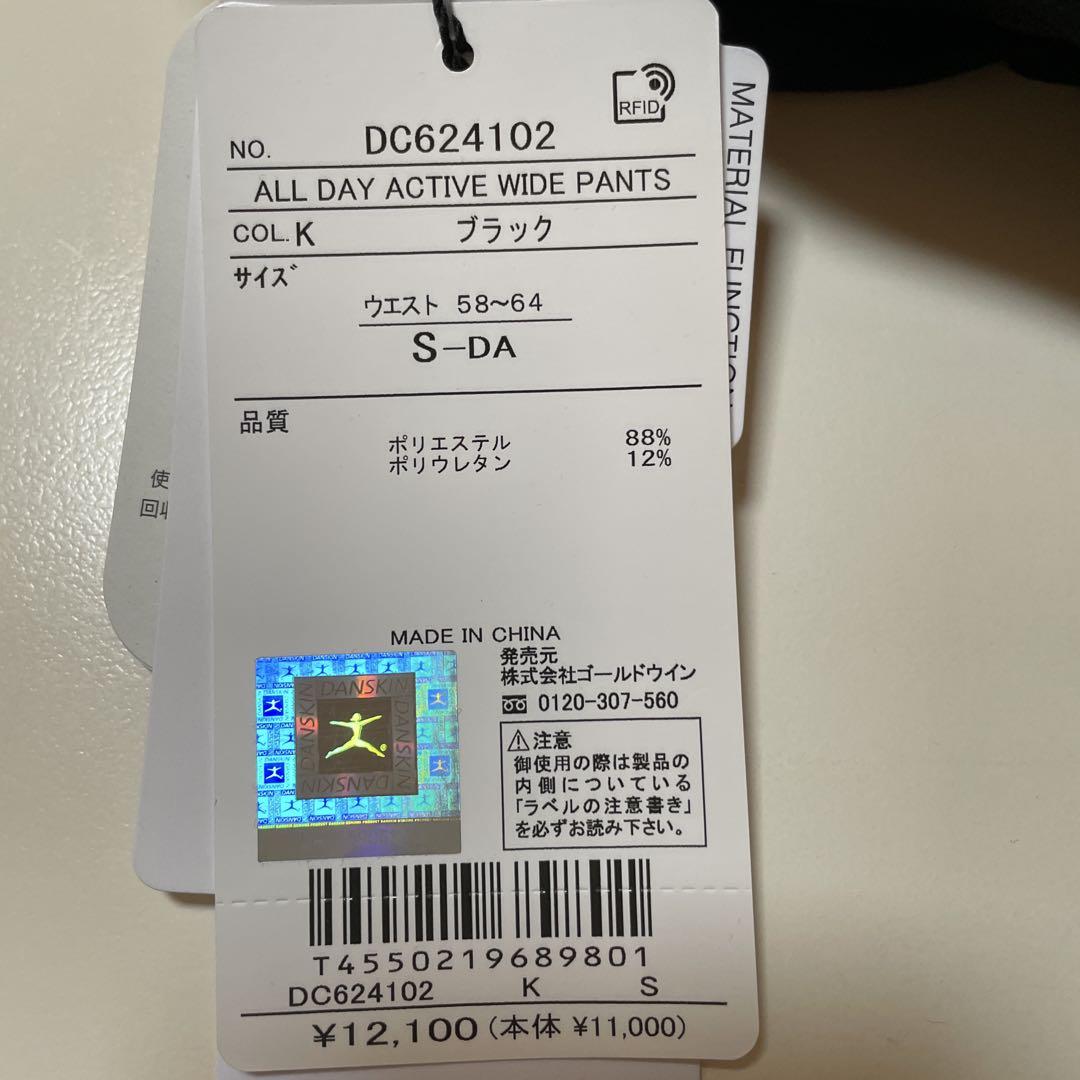 RFID
NO. DC624102
ALL DAY ACTIVE WIDE PANTS
COL. K ブラック
サイズ
ウエスト 58~64
S-DA
品質
ポリエステル 88%
ポリウレタン 12%
MADE IN CHINA
発売元
株式会社ゴールドウイン
0120-307-560
注意
御使用の際は製品の
内側についている
「ラベルの注意書き」
を必ずお読み下さい。
DANSKIN
DANSKIN
DANSKIN
DANSKIN
T4550219689801
DC624102 K S
¥12,100 (本体 ¥11,000)
MATERIAL FUNCTION
使
回収